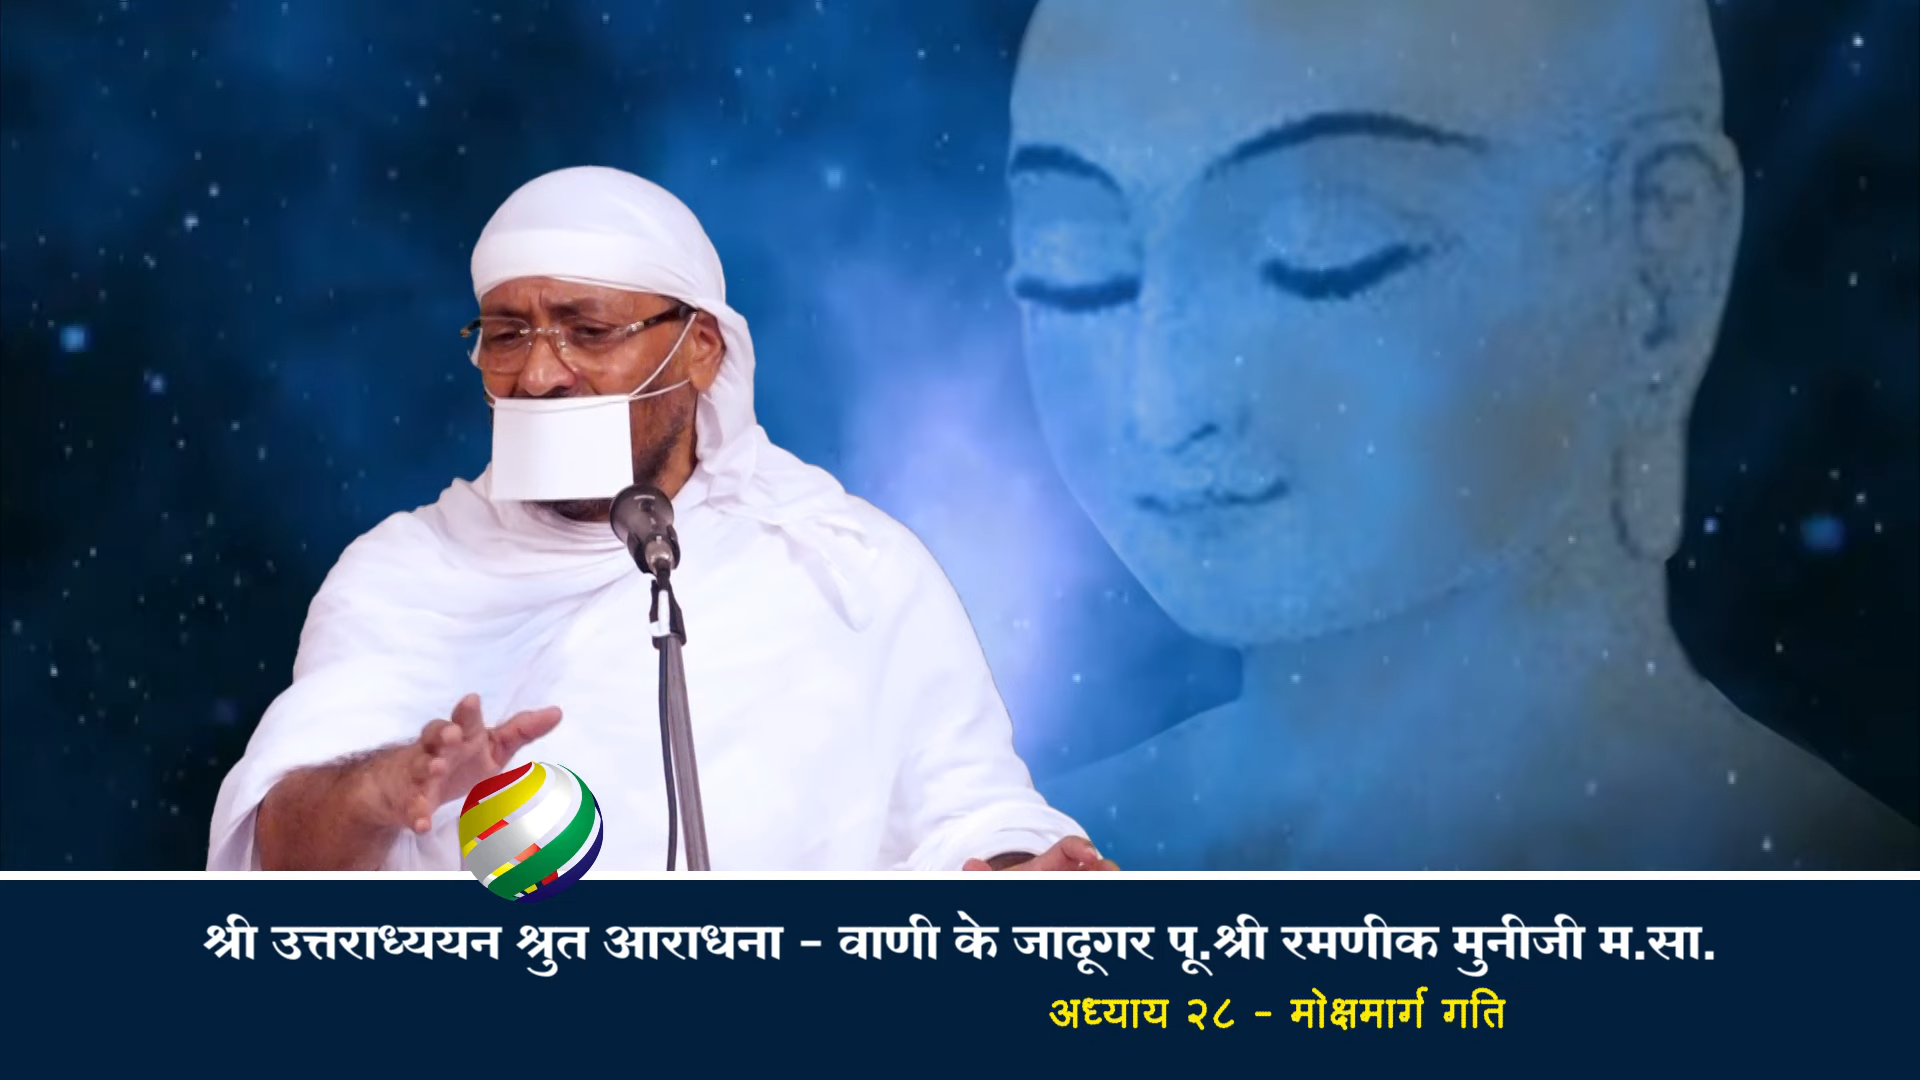 श्री उत्तराध्ययन श्रुत आराधना - वाणी के जादूगर पू.श्री रमणीक मुनीजी म.सा.
अध्याय २८ - मोक्षमार्ग गति